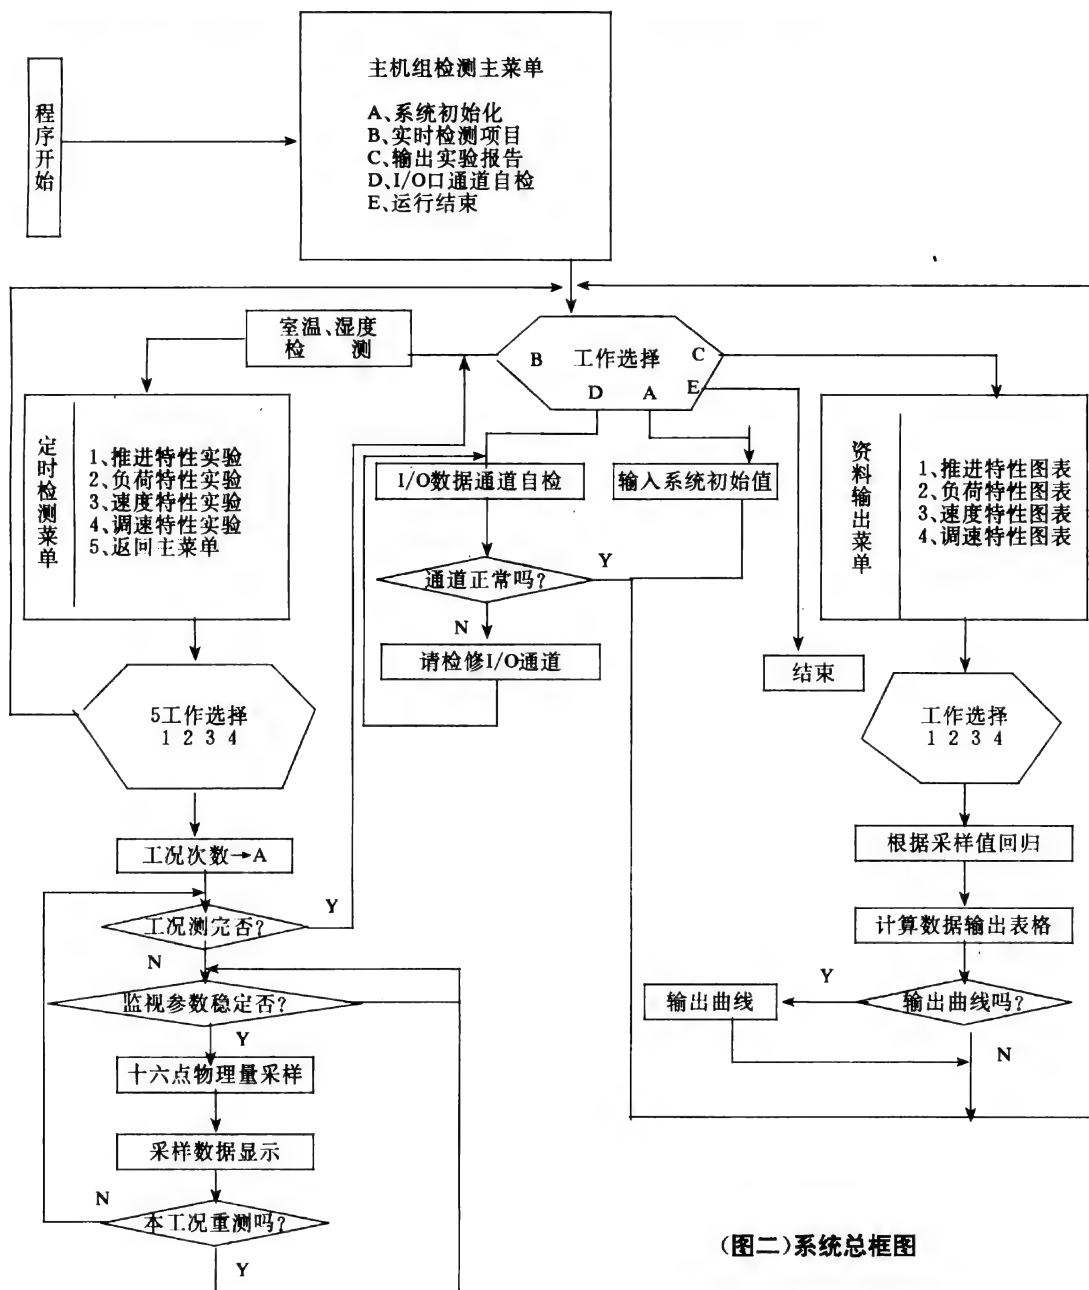 程序开始
主机组检测主菜单
A、系统初始化
B、实时检测项目
C、输出实验报告
D、I/O口通道自检
E、运行结束
室温、湿度
检 测
B
工作选择
C
D
A
E
定时检测菜单
1、推进特性实验
2、负荷特性实验
3、速度特性实验
4、调速特性实验
5、返回主菜单
I/O数据通道自检
输入系统初始值
资料输出菜单
1、推进特性图表
2、负荷特性图表
3、速度特性图表
4、调速特性图表
通道正常吗?
Y
N
请检修I/O通道
结束
5工作选择
1 2 3 4
工作选择
1 2 3 4
工况次数→A
根据采样值回归
工况测完否?
Y
N
计算数据输出表格
监视参数稳定否?
Y
输出曲线
Y
输出曲线吗?
N
十六点物理量采样
采样数据显示
N
本工况重测吗?
Y
(图二)系统总框图